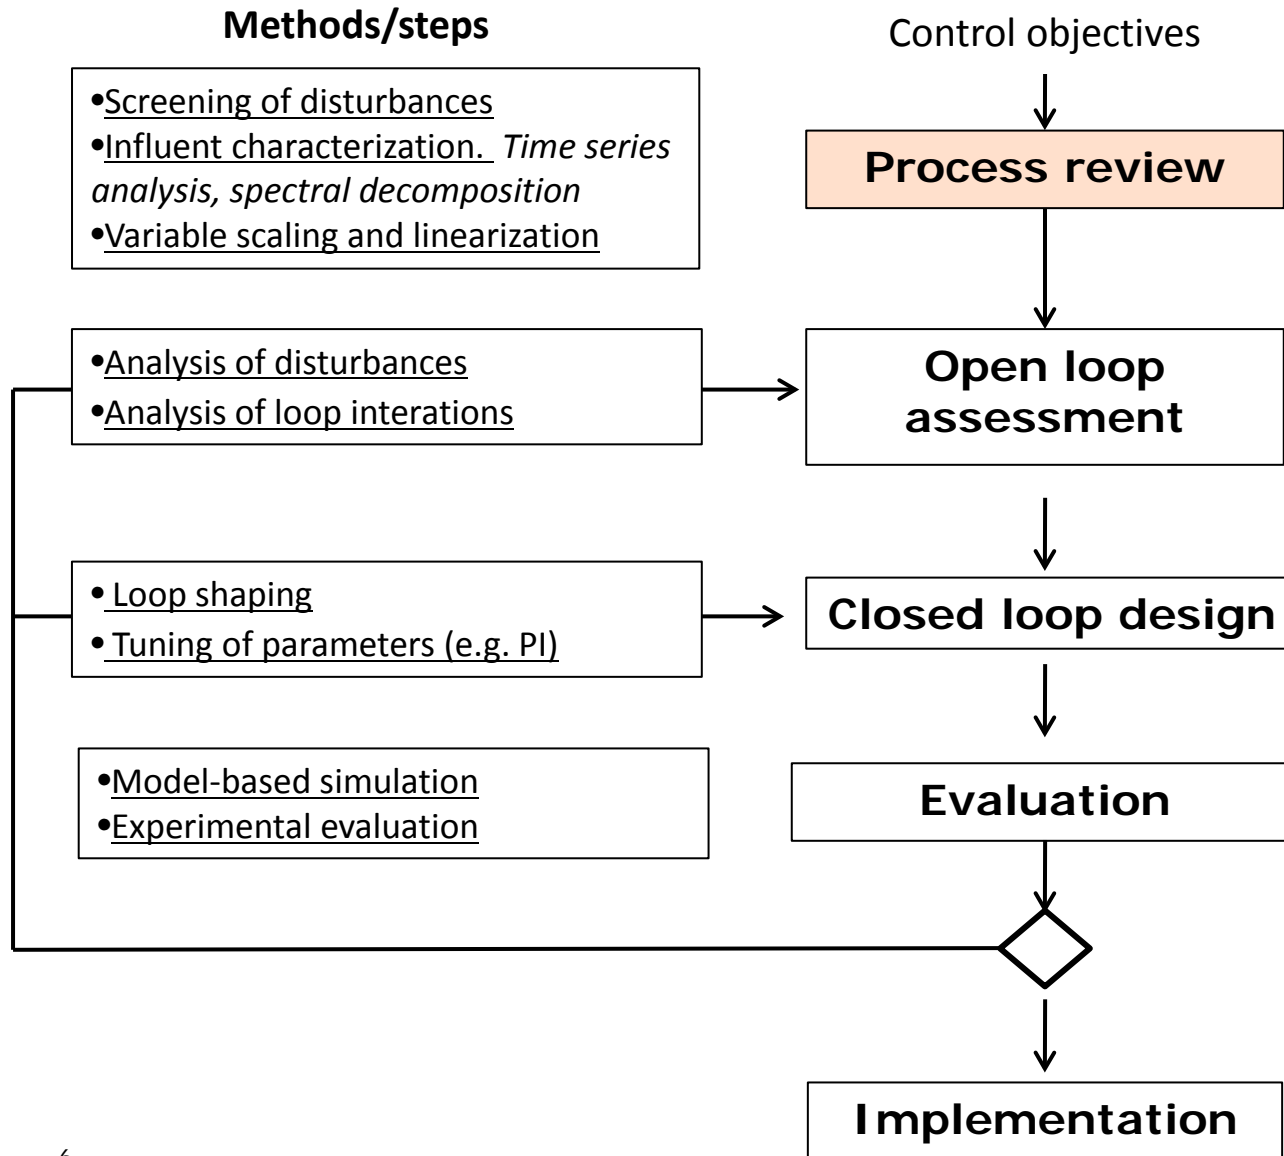 Methods/steps
Control objectives
•Screening of disturbances
•Influent characterization. Time series
analysis, spectral decomposition
•Variable scaling and linearization
Process review
•Analysis of disturbances
•Analysis of loop interations
Open loop
assessment
• Loop shaping
• Tuning of parameters (e.g. PI)
Closed loop design
•Model-based simulation
•Experimental evaluation
Evaluation
Implementation